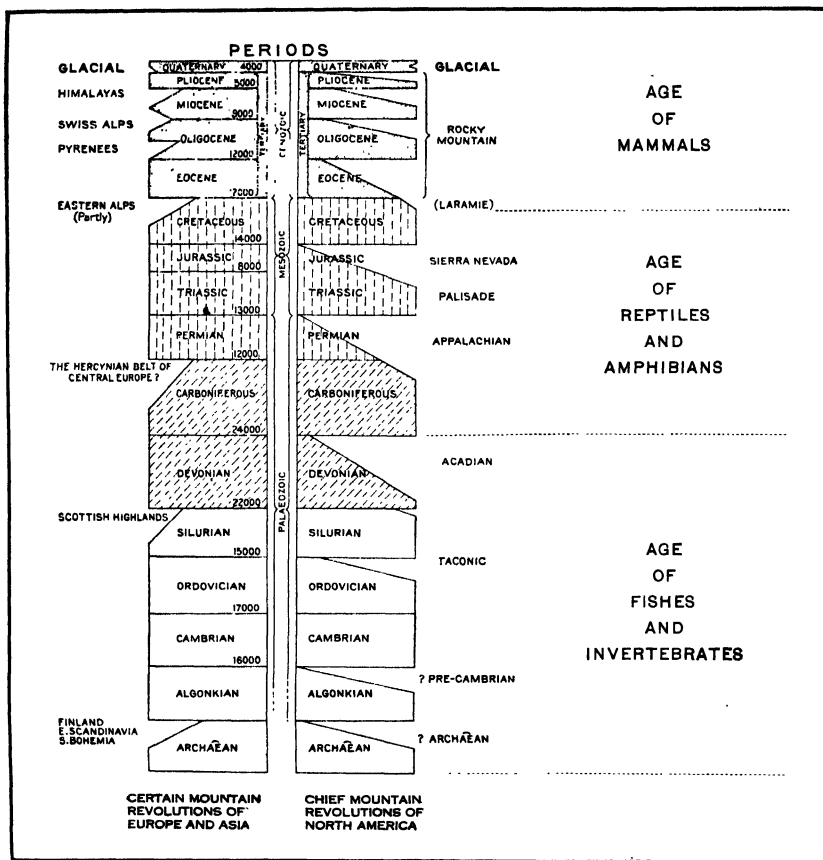 PERIODS
GLACIAL
HIMALAYAS
SWISS ALPS
PYRENEES
EASTERN ALPS
(Partly)
THE HERCYNIAN BELT OF
CENTRAL EUROPE ?
SCOTTISH HIGHLANDS
FINLAND
E. SCANDINAVIA
S. BOHEMIA
QUATERNARY 4000
PLIOCENE 5000
MIOCENE 9000
OLIGOCENE 12000
EOCENE 7000
CRETACEOUS 14000
JURASSIC 8000
TRIASSIC 13000
PERMIAN 12000
CARBONIFEROUS 24000
DEVONIAN 22000
SILURIAN 15000
ORDOVICIAN 17000
CAMBRIAN 16000
ALGONKIAN
ARCHÆAN
TERTIARY
CENOZOIC
MESOZOIC
PALAEOZOIC
TERTIARY
QUATERNARY
PLIOCENE
MIOCENE
OLIGOCENE
EOCENE
CRETACEOUS
JURASSIC
TRIASSIC
PERMIAN
CARBONIFEROUS
DEVONIAN
SILURIAN
ORDOVICIAN
CAMBRIAN
ALGONKIAN
ARCHÆAN
GLACIAL
ROCKY
MOUNTAIN
(LARAMIE)
SIERRA NEVADA
PALISADE
APPALACHIAN
ACADIAN
TACONIC
? PRE-CAMBRIAN
? ARCHÆAN
AGE
OF
MAMMALS
AGE
OF
REPTILES
AND
AMPHIBIANS
AGE
OF
FISHES
AND
INVERTEBRATES
CERTAIN MOUNTAIN
REVOLUTIONS OF
EUROPE AND ASIA
CHIEF MOUNTAIN
REVOLUTIONS OF
NORTH AMERICA